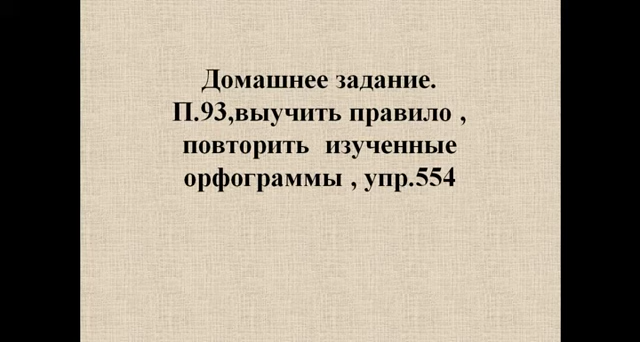 Домашнее задание.
П.93,выучить правило ,
повторить изученные
орфограммы , упр.554